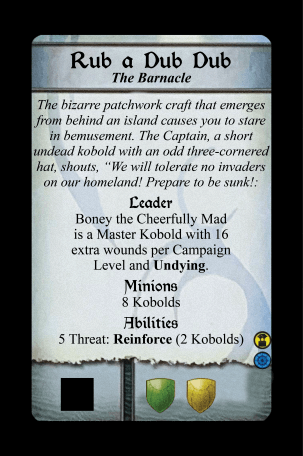 Rub a Dub Dub
The Barnacle
The bizarre patchwork craft that emerges
from behind an island causes you to stare
in bemusement. The Captain, a short
undead kobold with an odd three-cornered
hat, shouts, “We will tolerate no invaders
on our homeland! Prepare to be sunk!:
Leader
Boney the Cheerfully Mad
is a Master Kobold with 16
extra wounds per Campaign
Level and Undying.
Minions
8 Kobolds
Abilities
5 Threat: Reinforce (2 Kobolds)